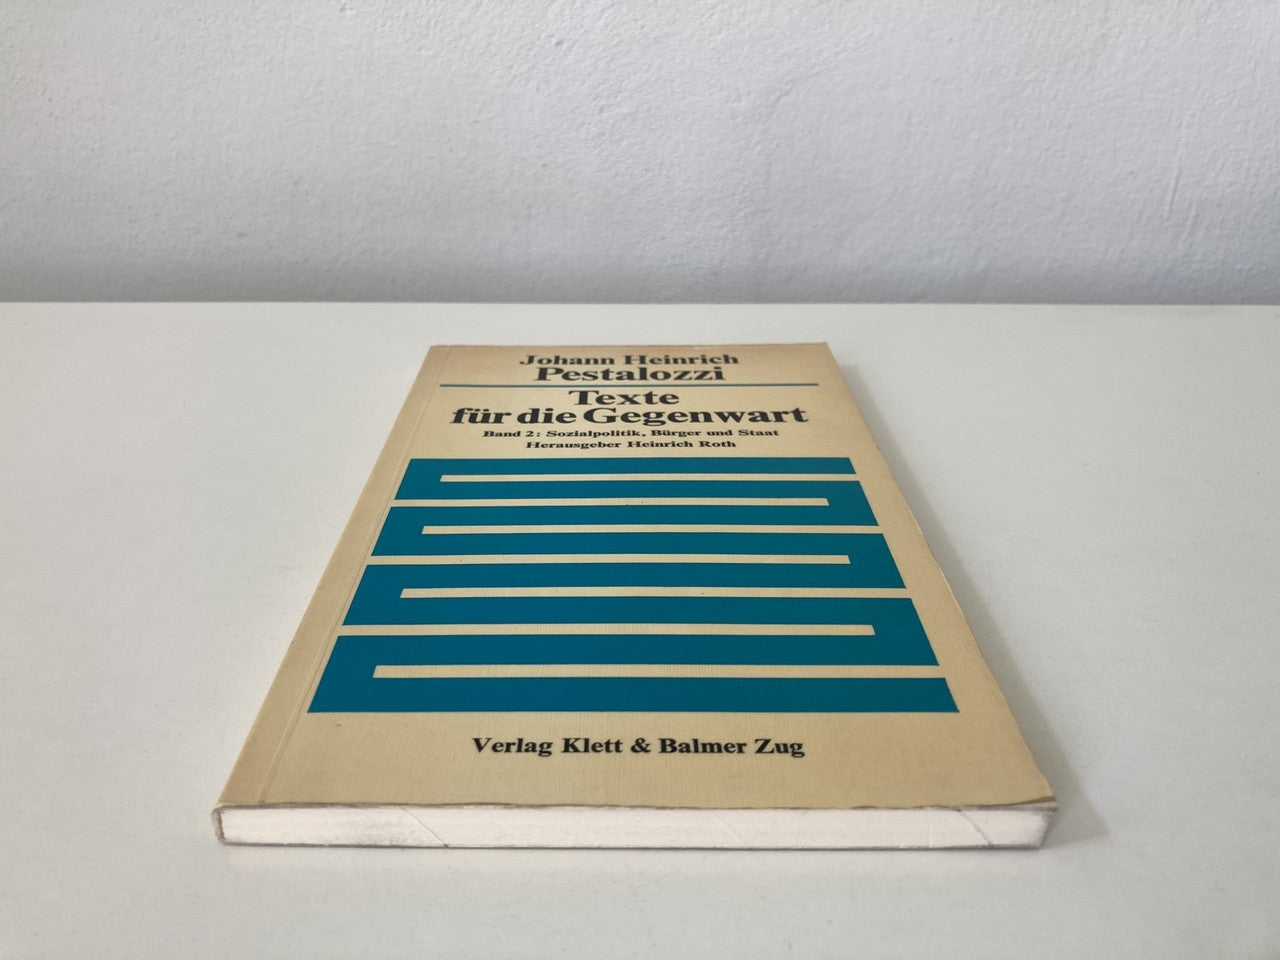 Johann Heinrich
Pestalozzi
Texte
für die Gegenwart
Band 2: Sozialpolitik, Bürger und Staat
Herausgeber Heinrich Roth
Verlag Klett & Balmer Zug